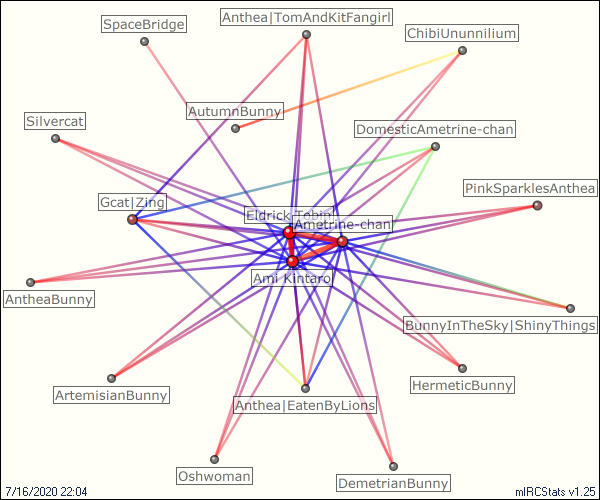 SpaceBridge
Anthea|TomAndKitFangirl
ChibiUnunnilium
AutumnBunny
Silvercat
DomesticAmetrine-chan
PinkSparklesAnthea
Gcat|Zing
Eldrick Tobin
Ametrine-chan
Ami Kintaro
AntheaBunny
BunnyInTheSky|ShinyThings
HermeticBunny
ArtemisianBunny
Anthea|EatenByLions
Oshwoman
DemetrianBunny
7/16/2020 22:04
mIRCStats v1.25